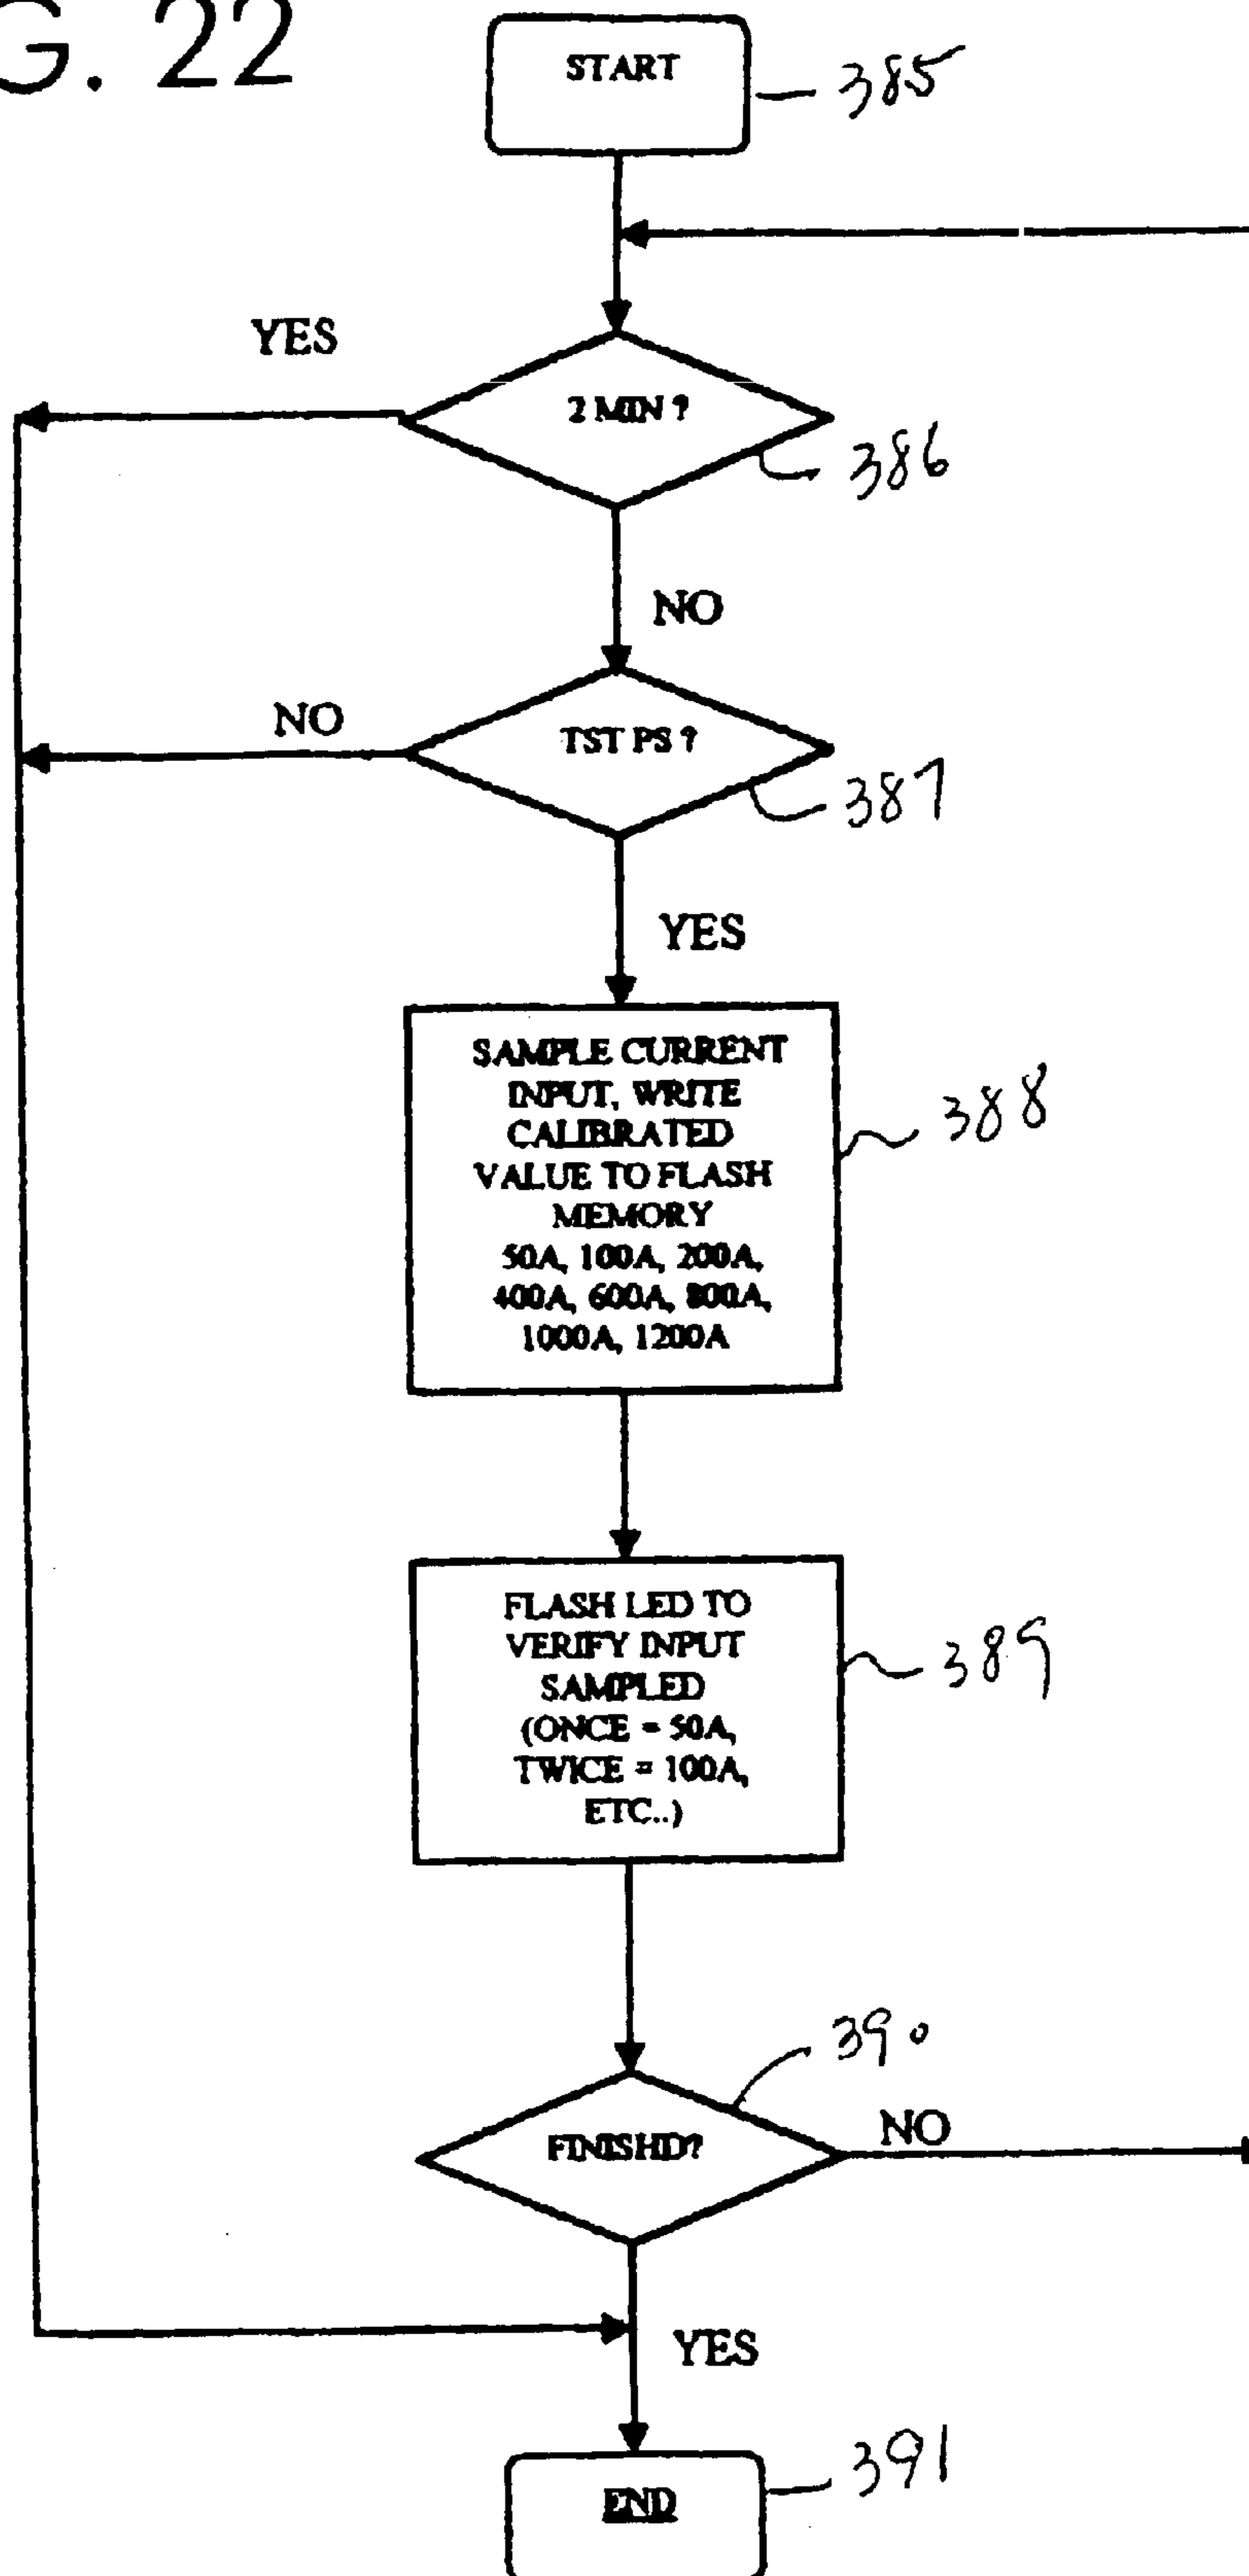 G. 22
START
385
YES
2 MIN ?
386
NO
NO
TST PS ?
387
YES
SAMPLE CURRENT
INPUT, WRITE
CALIBRATED
VALUE TO FLASH
MEMORY
50A, 100A, 200A,
400A, 600A, 800A,
1000A, 1200A
388
FLASH LED TO
VERIFY INPUT
SAMPLED
(ONCE = 50A,
TWICE = 100A,
ETC..)
389
390
FINISHD?
NO
YES
END
391